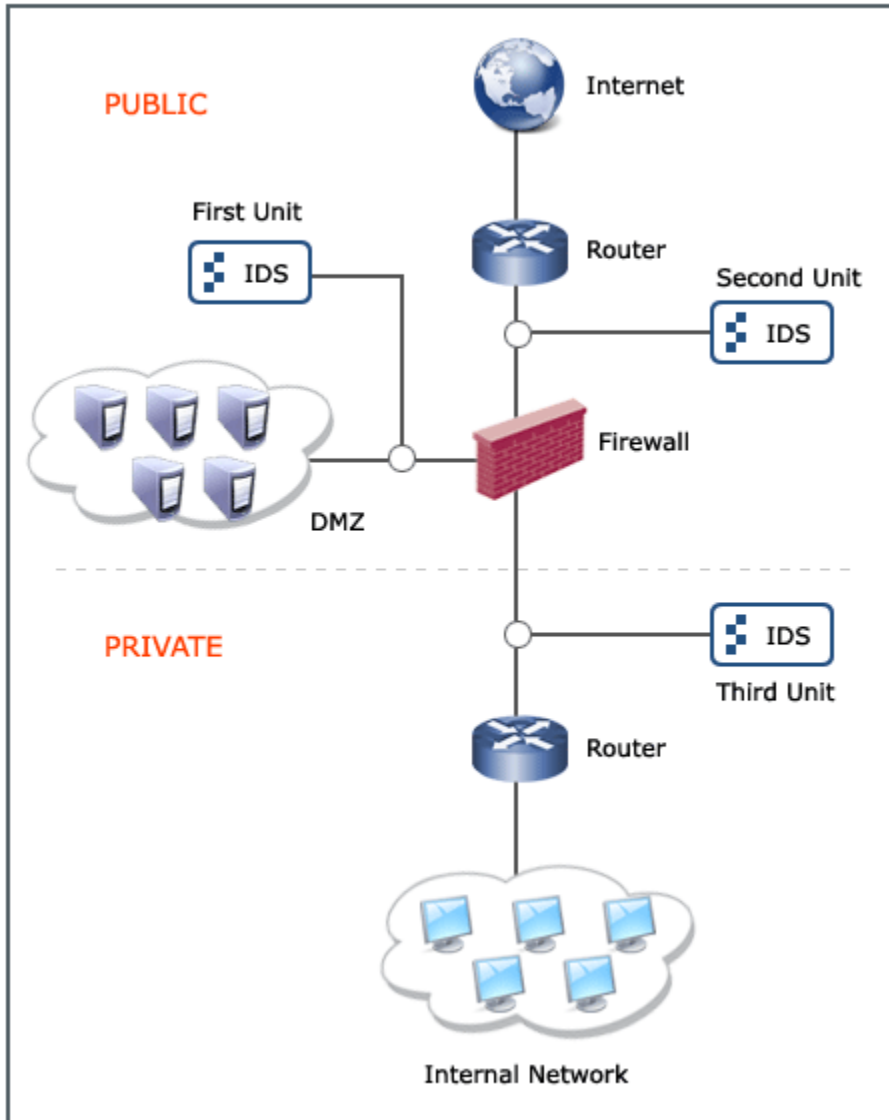 Internet
PUBLIC
First Unit
IDS
Router
Second Unit
IDS
Firewall
DMZ
PRIVATE
IDS
Third Unit
Router
Internal Network